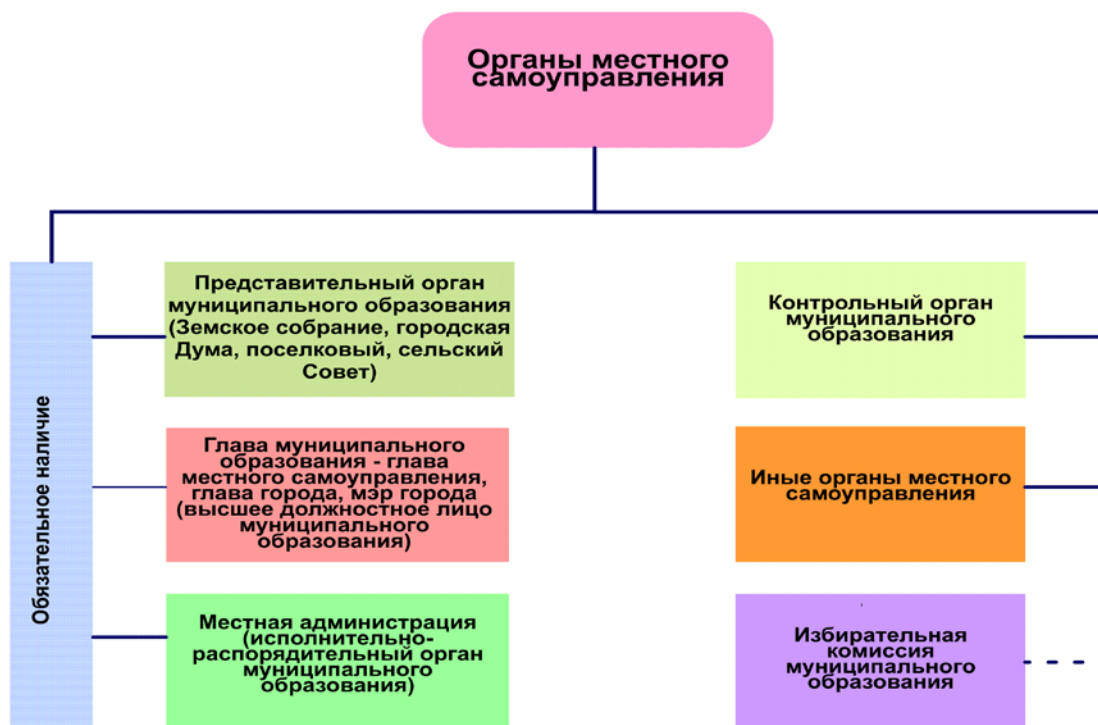 Органы местного
самоуправления
Обязательное наличие
Представительный орган
муниципального образования
(Земское собрание, городская
Дума, поселковый, сельский
Совет)
Глава муниципального
образования - глава
местного самоуправления,
глава города, мэр города
(высшее должностное лицо
муниципального
образования)
Местная администрация
(исполнительно-
распорядительный орган
муниципального
образования)
Контрольный орган
муниципального
образования
Иные органы местного
самоуправления
Избирательная
комиссия
муниципального
образования